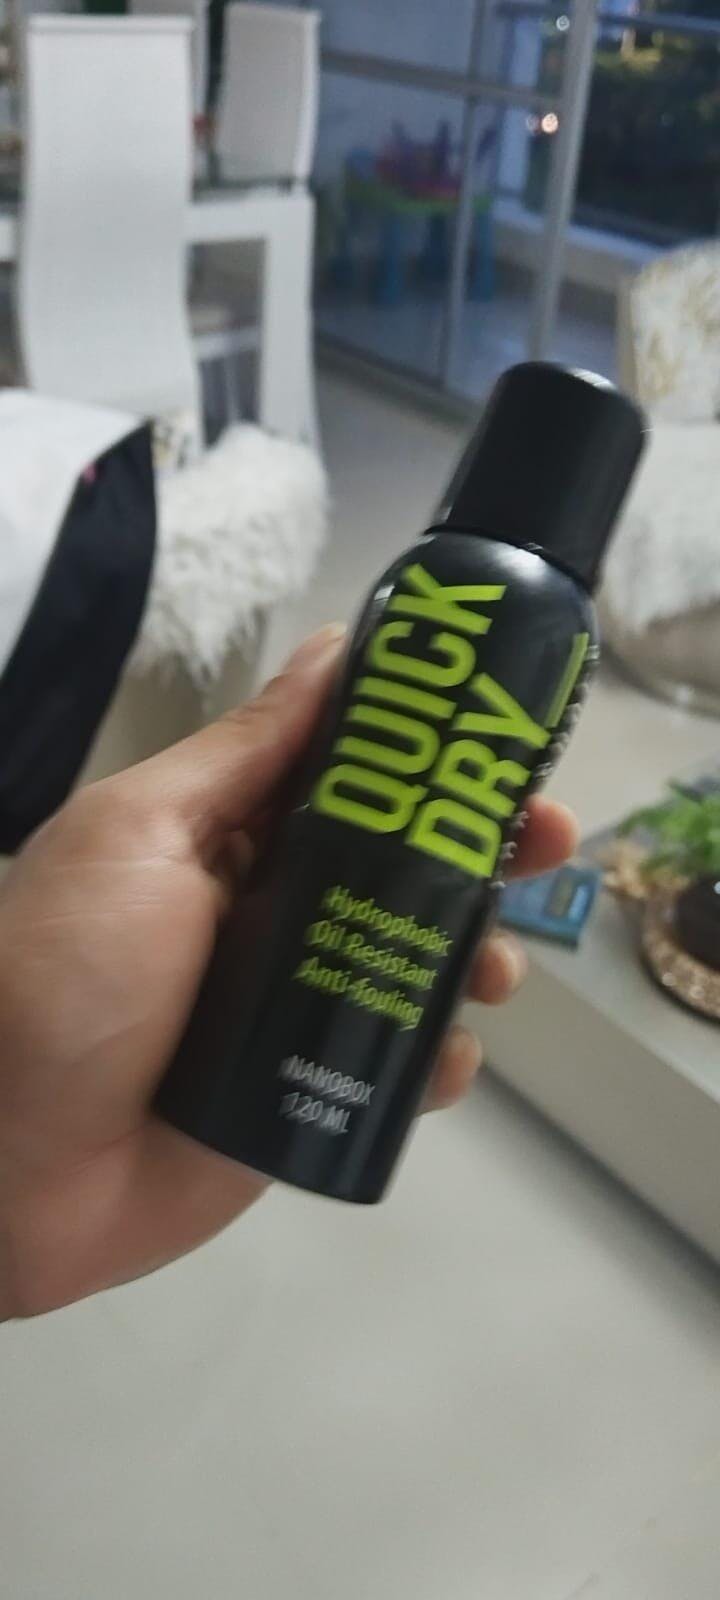 QUICK
DRY
Hydrophobic
Oil Resistant
Anti-fouling
NANOBOX
120 ML